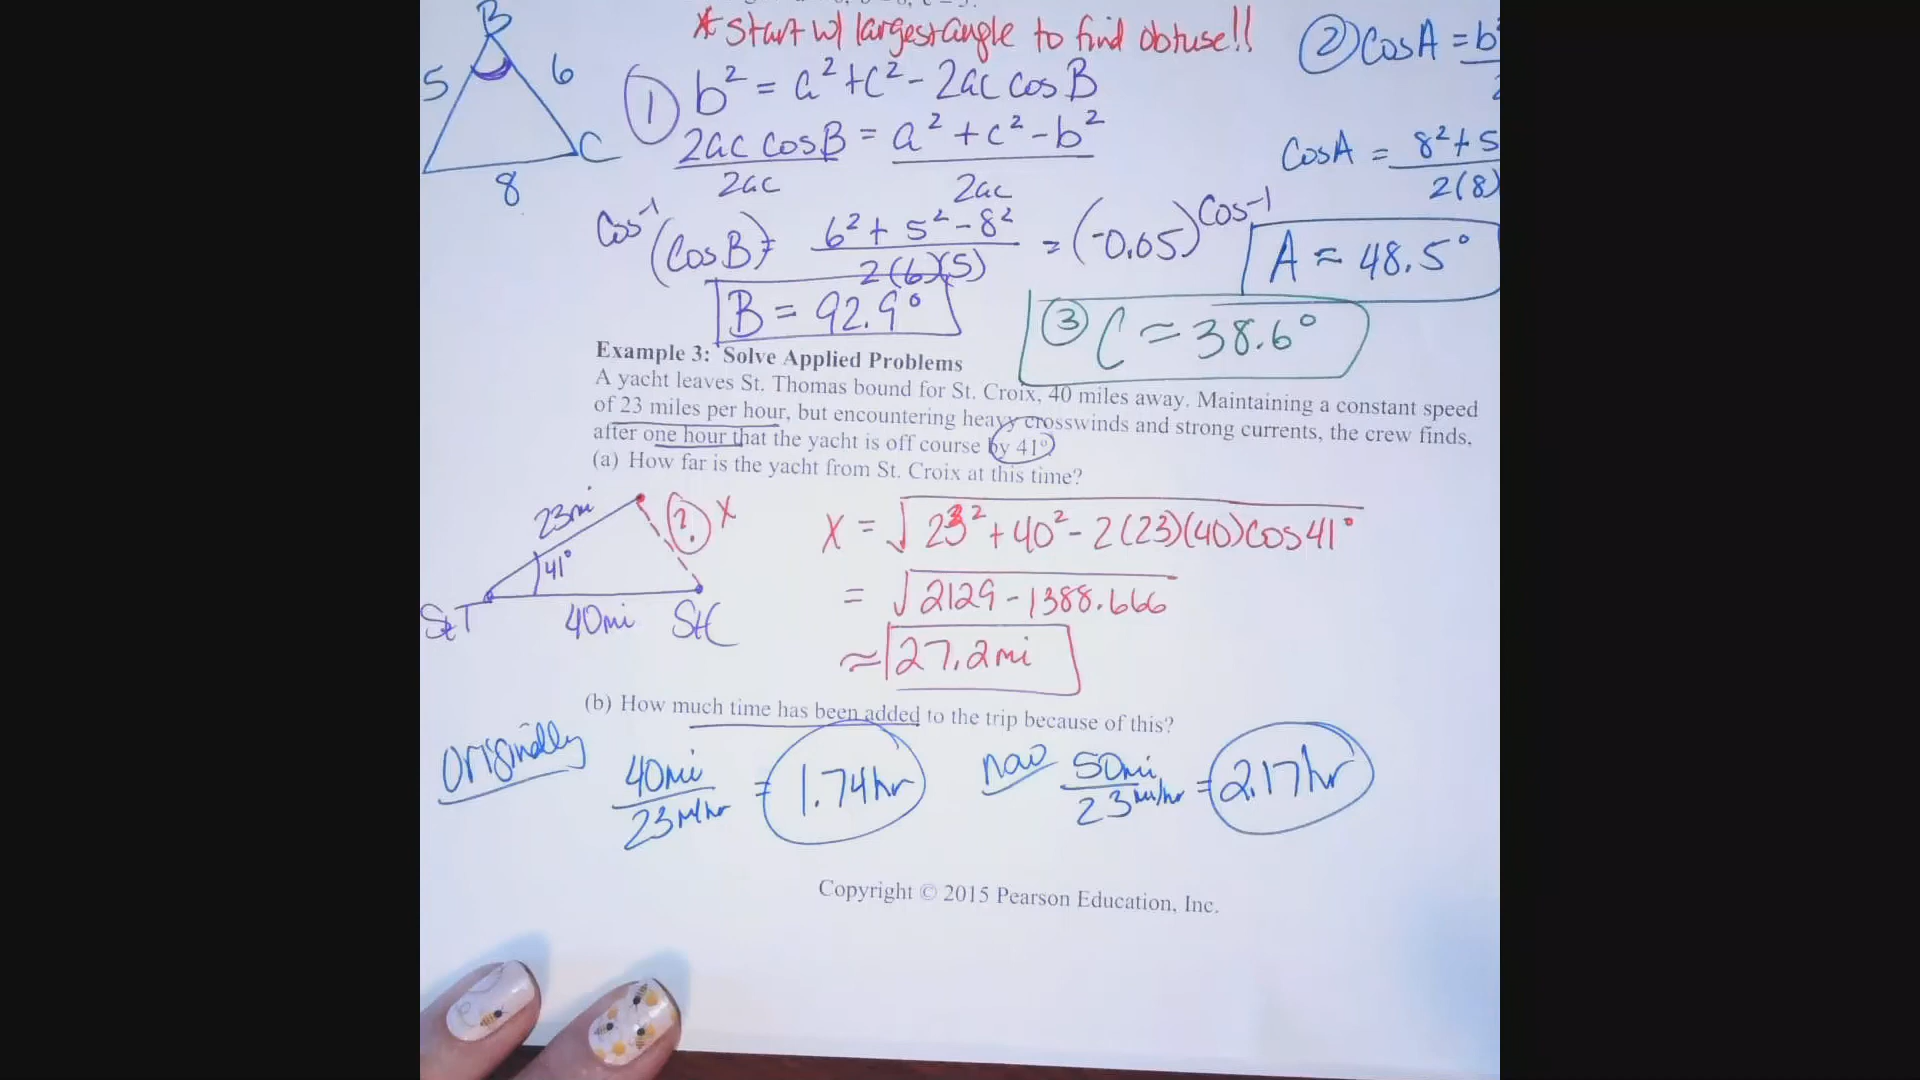 B
* Start w/ largest angle to find obtuse!!
② CosA = b²
5
6
① b² = a² + c² - 2ac cosB
2ac cosB = a² + c² - b²
2ac 2ac
CosA = 8² + 5
2(8)
C
8
Cos⁻¹ (CosB) = 6² + 5² - 8² = (-0.05) Cos⁻¹
2(6)(5)
A ≈ 48.5°
B = 92.9°
③ C ≈ 38.6°
Example 3: Solve Applied Problems
A yacht leaves St. Thomas bound for St. Croix, 40 miles away. Maintaining a constant speed
of 23 miles per hour, but encountering heavy crosswinds and strong currents, the crew finds,
after one hour that the yacht is off course by 41°.
(a) How far is the yacht from St. Croix at this time?
23mi
? X
41°
StT 40mi StC
X = √23² + 40² - 2(23)(40)cos41°
= √2129 - 1388.666
≈ 27.2mi
(b) How much time has been added to the trip because of this?
Originally
40mi
23mi/hr
= 1.74hr
now
50mi
23mi/hr
= 2.17hr
Copyright © 2015 Pearson Education, Inc.